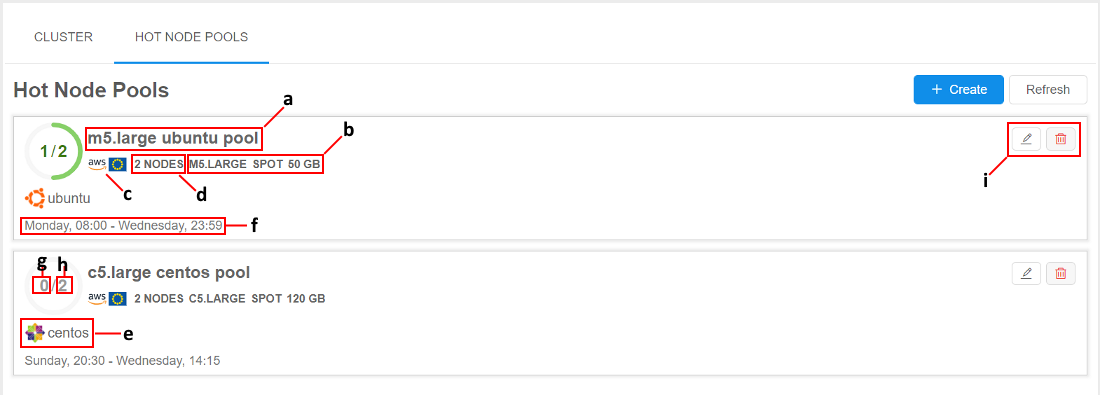 CLUSTER HOT NODE POOLS
Hot Node Pools
+ Create Refresh
a
m5.large ubuntu pool
b
1/2
aws 2 NODES M5.LARGE SPOT 50 GB
i
c d
ubuntu
Monday, 08:00 - Wednesday, 23:59 f
g h
c5.large centos pool
0/2
aws 2 NODES C5.LARGE SPOT 120 GB
centos e
Sunday, 20:30 - Wednesday, 14:15